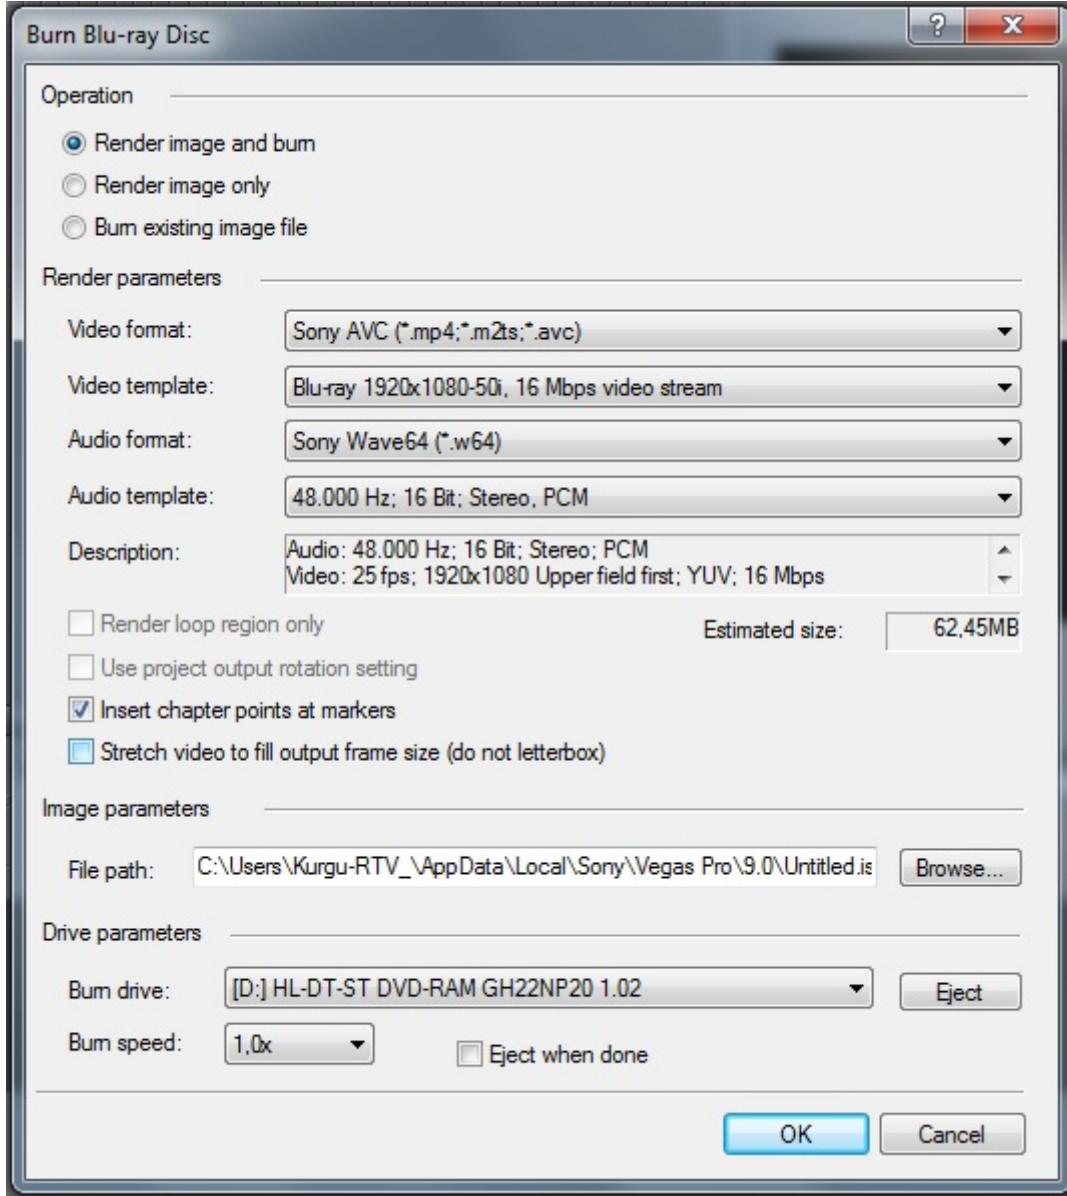 Burn Blu-ray Disc
Operation
Render image and burn
Render image only
Burn existing image file
Render parameters
Video format: Sony AVC (*.mp4;*.m2ts;*.avc)
Video template: Blu-ray 1920x1080-50i, 16 Mbps video stream
Audio format: Sony Wave64 (*.w64)
Audio template: 48.000 Hz; 16 Bit; Stereo, PCM
Description: Audio: 48.000 Hz; 16 Bit; Stereo; PCM
Video: 25 fps; 1920x1080 Upper field first; YUV; 16 Mbps
Render loop region only Estimated size: 62,45MB
Use project output rotation setting
Insert chapter points at markers
Stretch video to fill output frame size (do not letterbox)
Image parameters
File path: C:\Users\Kurgu-RTV_\AppData\Local\Sony\Vegas Pro\9.0\Untitled.is Browse...
Drive parameters
Burn drive: [D:] HL-DT-ST DVD-RAM GH22NP20 1.02 Eject
Burn speed: 1,0x Eject when done
OK Cancel